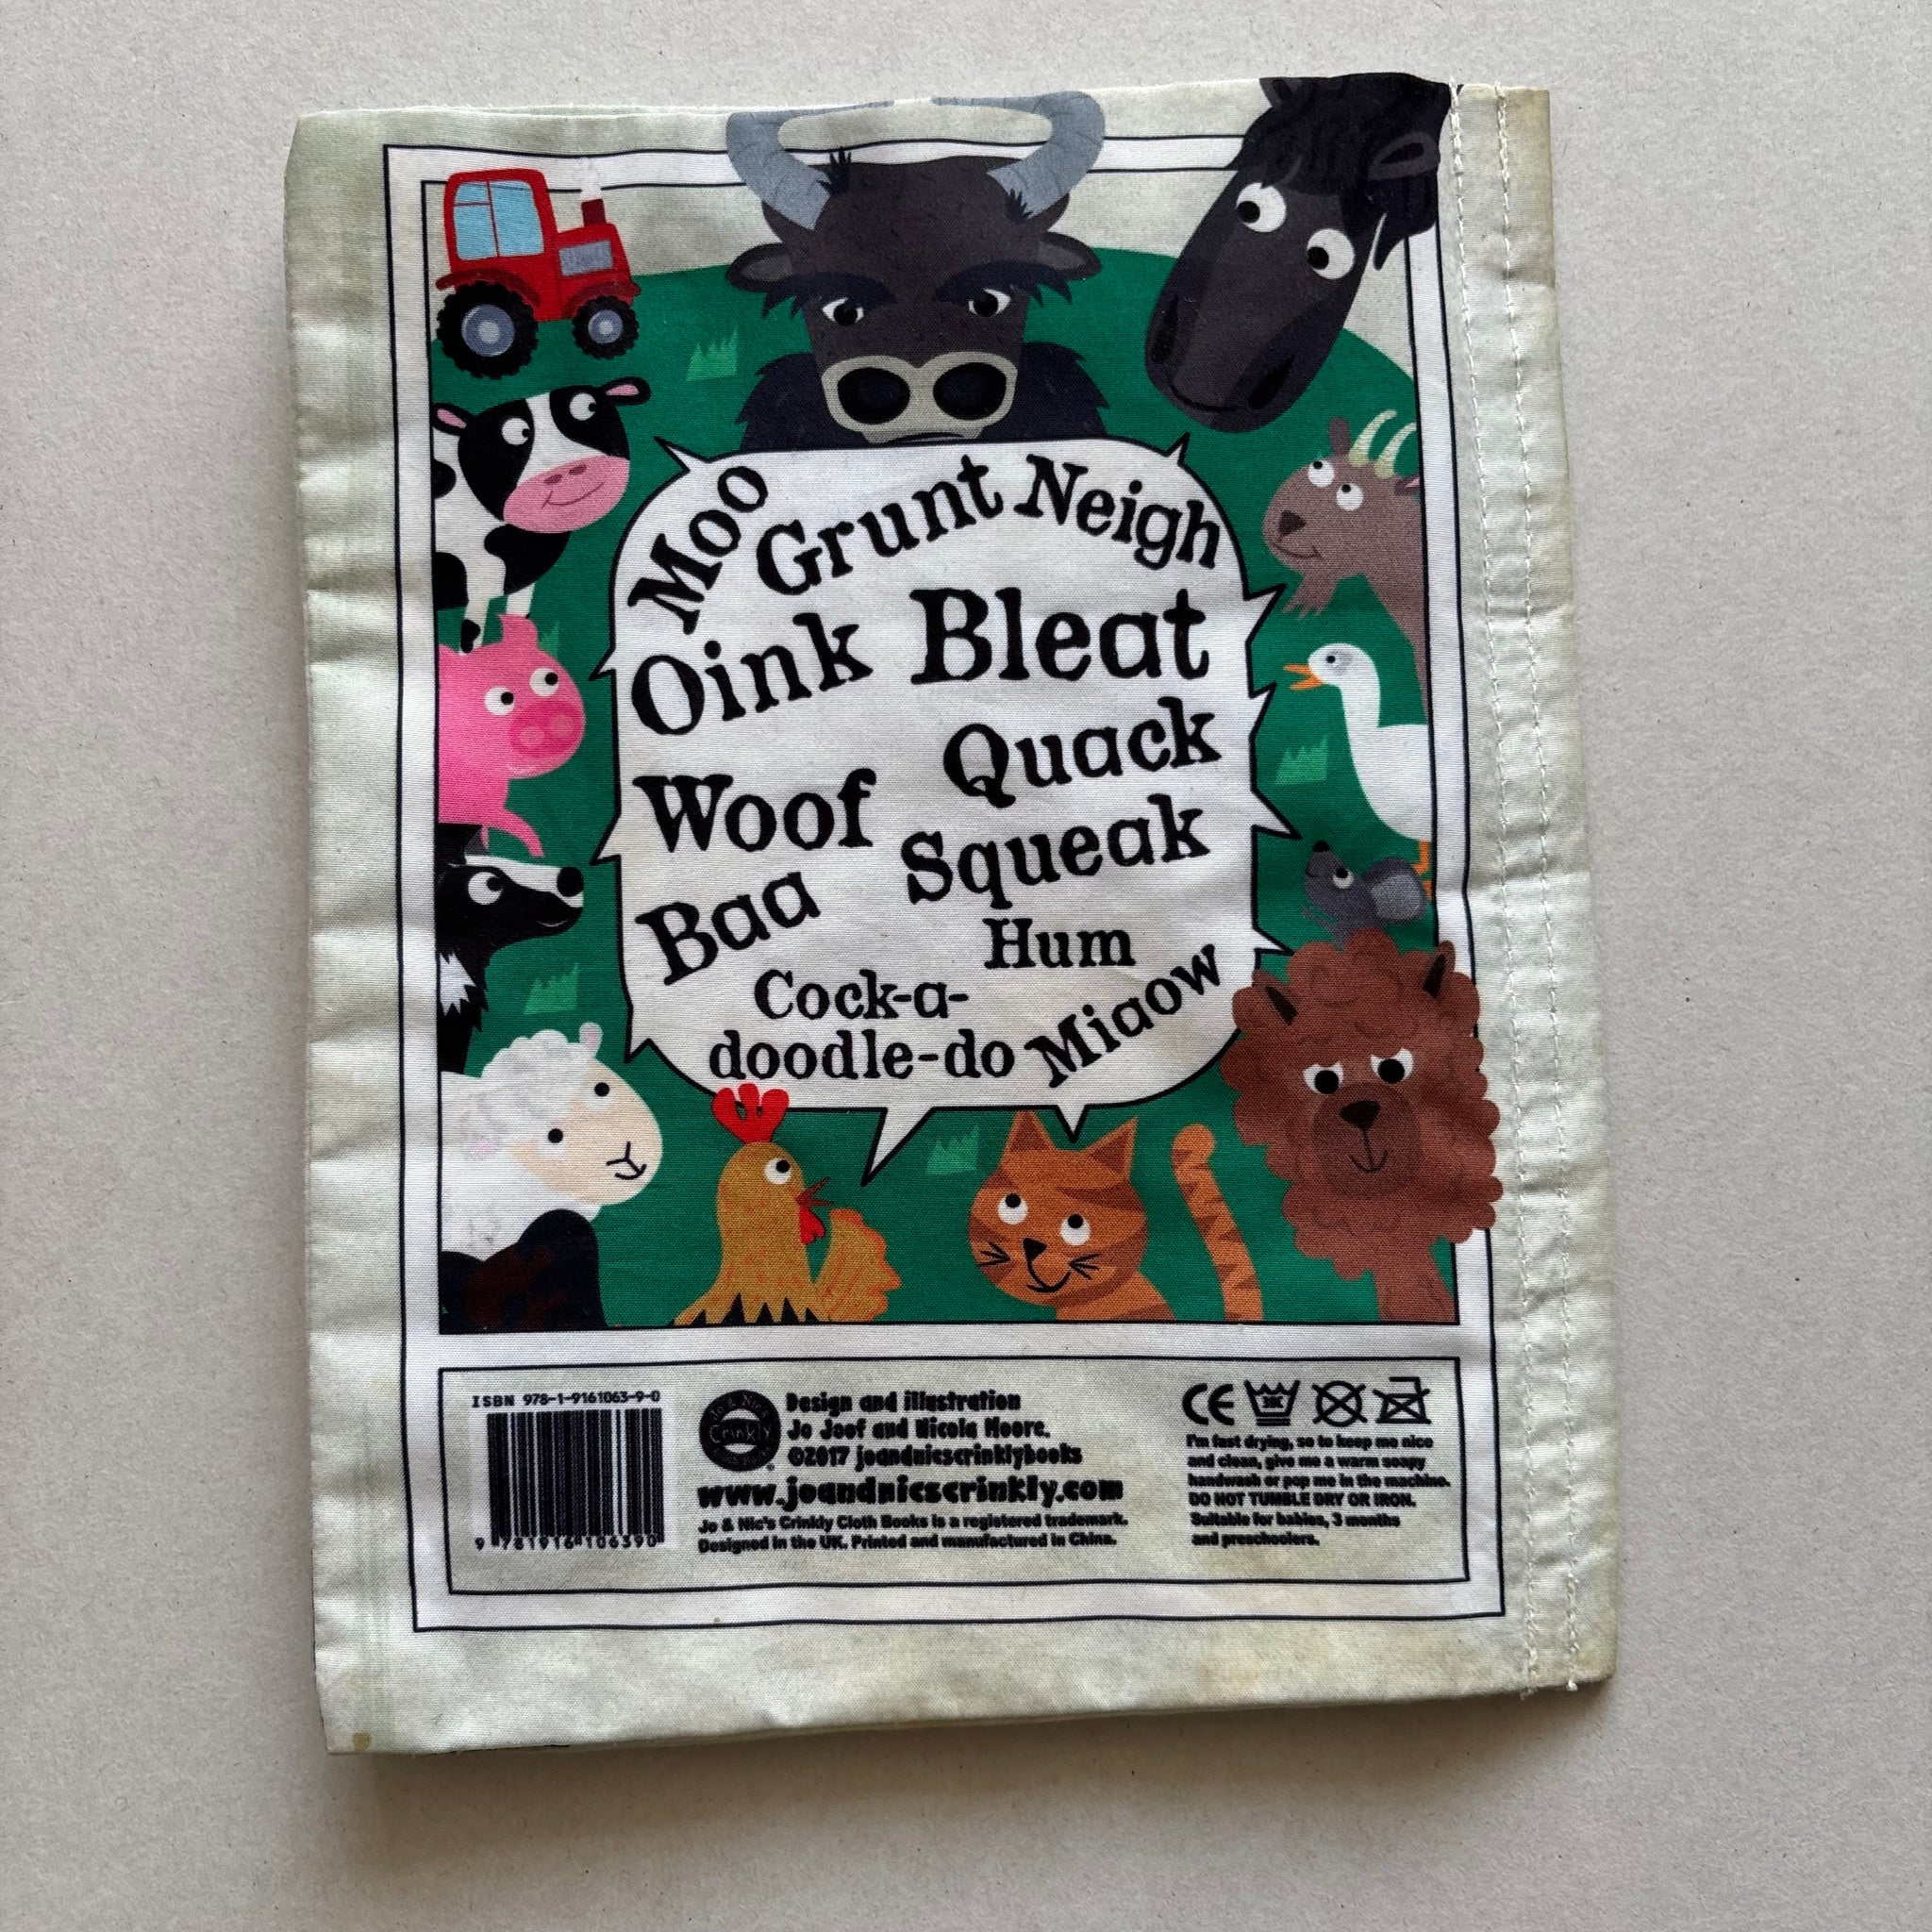 Moo Grunt Neigh
Oink Bleat
Woof Quack
Baa Squeak
Hum
Cock-a-
doodle-do Miaow
ISBN 978-1-9161063-9-0
9 781916 106390
Crinkly
Design and illustration
Jo Joof and Nicola Moore.
©2017 joandnicscrinklybooks
www.joandnicscrinkly.com
Jo & Nic's Crinkly Cloth Books is a registered trademark.
Designed in the UK. Printed and manufactured in China.
CE
I'm fast drying, so to keep me nice
and clean, give me a warm soapy
handwash or pop me in the machine.
DO NOT TUMBLE DRY OR IRON.
Suitable for babies, 3 months
and preschoolers.